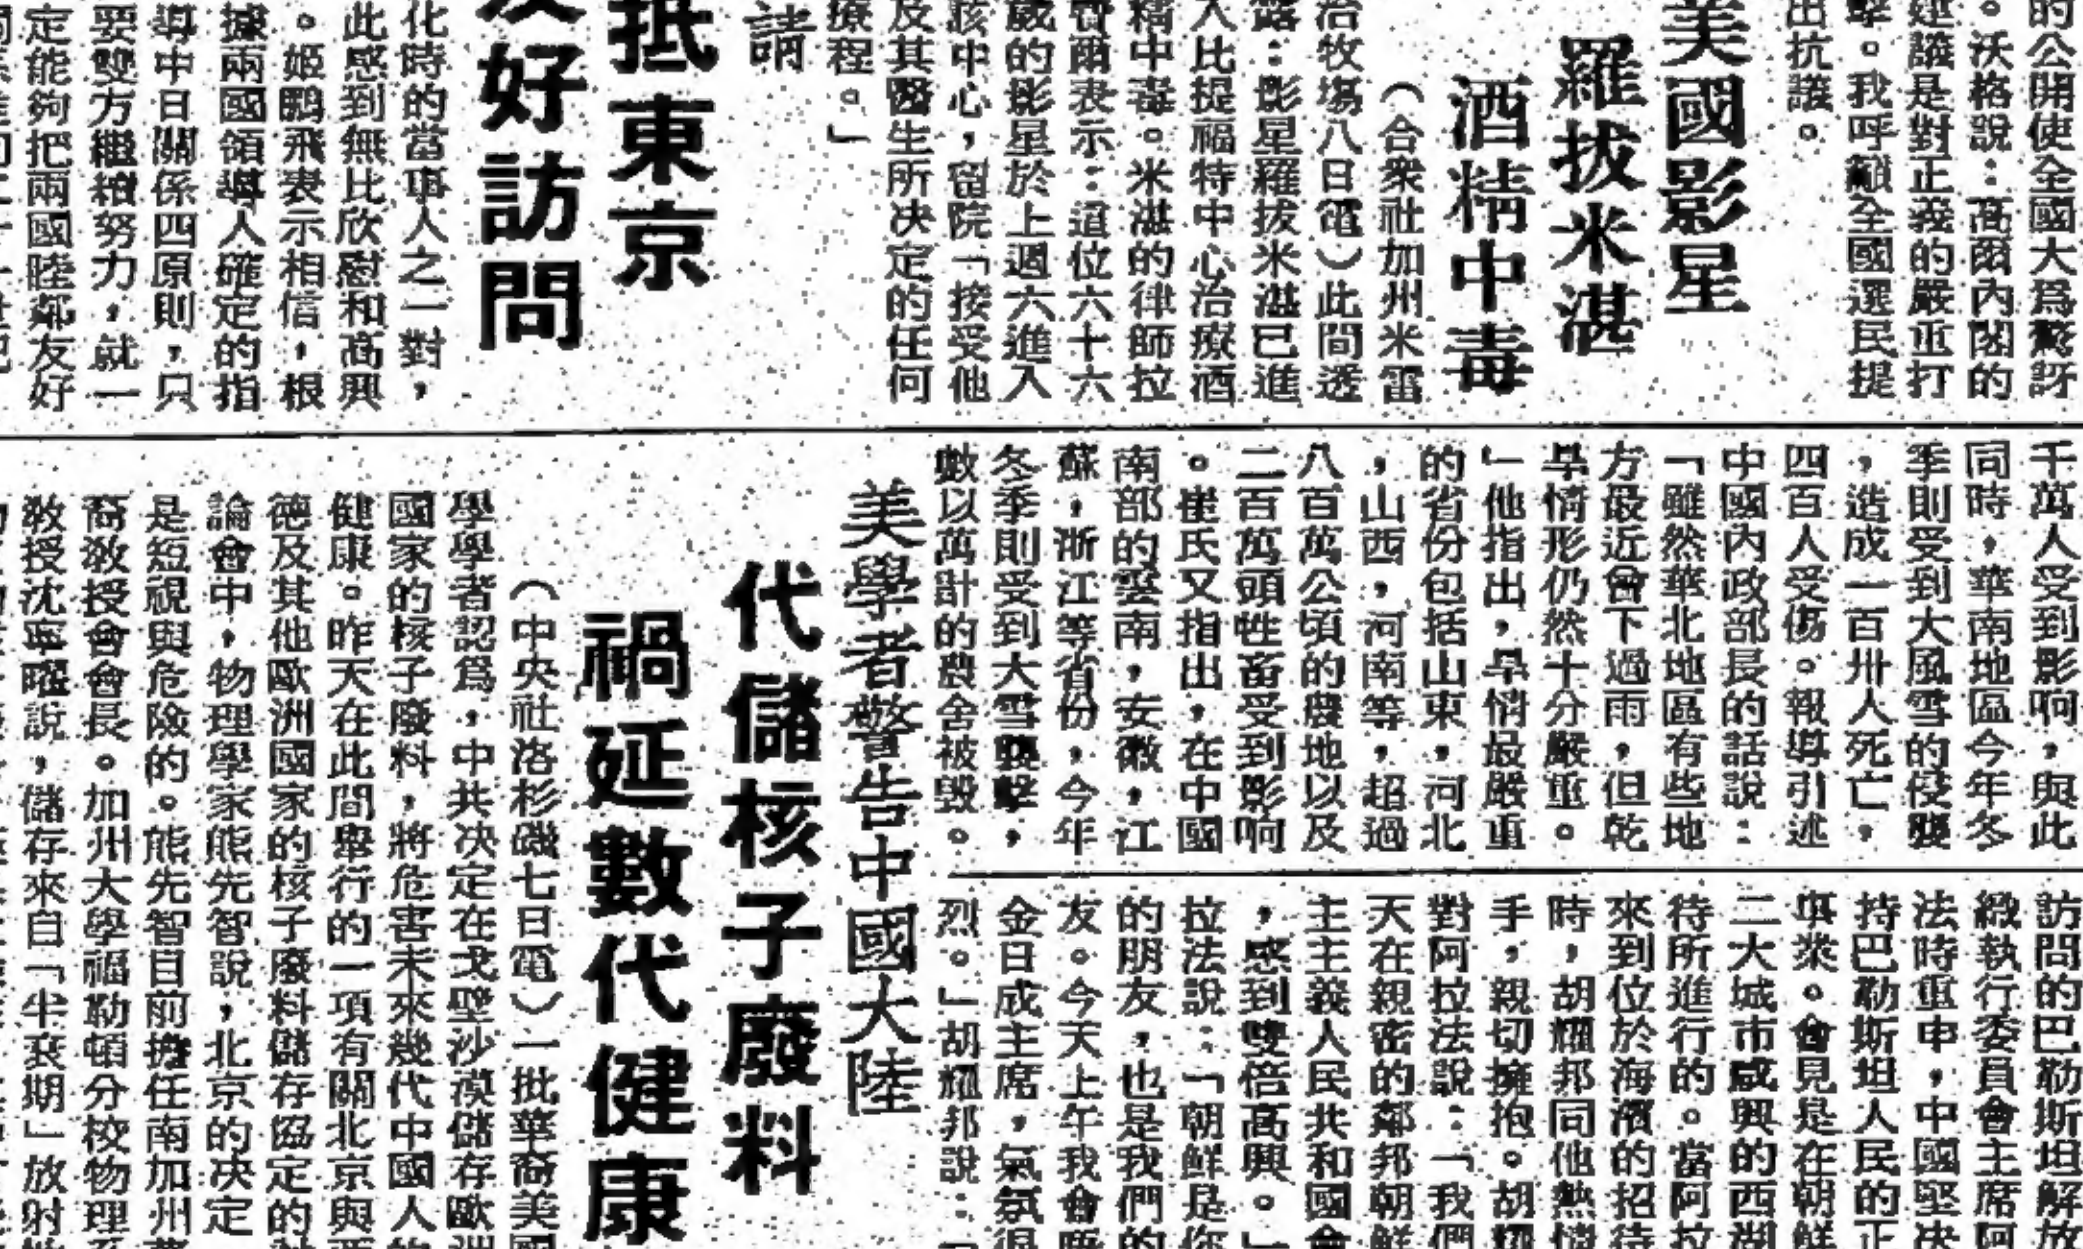 的公開使全國大爲驚訝
。沃格說：高爾內閣的
建議是對正義的嚴重打
擊。我呼籲全國選民提
出抗議。
美國影星
羅拔米湛
酒精中毒
（合衆社加州米雷
治牧塲八日電）此間透
露：影星羅拔米湛已進
入比提福特中心治療酒
精中毒。米湛的律師拉
費爾表示：這位六十六
歲的影星於上週六進入
該中心，留院「接受他
及其醫生所決定的任何
療程。」
請
抵東京
友好訪問
化時的當事人之一對，
此感到無比欣慰和高興
。姬鵬飛表示相信，根
據兩國領導人確定的指
導中日關係四原則，只
要雙方繼續努力，就一
定能夠把兩國睦鄰友好
千萬人受到影响，與此
同時，華南地區今年冬
季則受到大風雪的侵襲
，造成一百卅人死亡，
四百人受傷。報導引述
中國內政部長的話說：
「雖然華北地區有些地
方最近會下過雨，但乾
旱情形仍然十分嚴重。
」他指出，旱情最嚴重
的省份包括山東，河北
，山西，河南等，超過
八百萬公頃的農地以及
二百萬頭牲畜受到影响
。崔氏又指出，在中國
南部的雲南，安徽，江
蘇，浙江等省份，今年
冬季則受到大雪襲擊，
數以萬計的農舍被毀。
訪問的巴勒斯坦解放
織執行委員會主席阿
法時重申，中國堅決
持巴勒斯坦人民的正
事業。會見是在朝鮮
二大城市咸興的西湖
待所進行的。當阿拉
來到位於海濱的招待
時，胡耀邦同他熱情
手，親切擁抱。胡耀
對阿拉法說：「我們
天在親密的鄰邦朝鮮
主主義人民共和國會
，感到雙倍高興。」
拉法說：「朝鮮是你
的朋友，也是我們的
友。今天上午我會晤
金日成主席，氣氛很
烈。」胡耀邦說：「
美學者警告中國大陸
代儲核子廢料
禍延數代健康
（中央社洛杉磯七日電）一批華裔美國
學學者認爲，中共決定在戈壁沙漠儲存歐洲
國家的核子廢料，將危害未來幾代中國人的
健康。昨天在此間舉行的一項有關北京與西
德及其他歐洲國家的核子廢料儲存協定的討
論會中，物理學家熊先智說，北京的决定
是短視與危險的。熊先智目前擔任南加州華
裔教授會會長。加州大學福勒頓分校物理系
教授沈寧曜說，儲存來自「半衰期」放射性